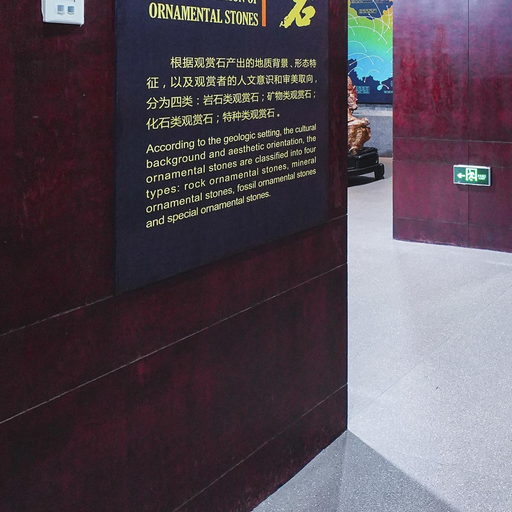 ORNAMENTAL STONES
石
根据观赏石产出的地质背景、形态特
征，以及观赏者的人文意识和审美取向，
分为四类：岩石类观赏石；矿物类观赏石；
化石类观赏石；特种类观赏石。
According to the geologic setting, the cultural
background and aesthetic orientation, the
ornamental stones are classified into four
types: rock ornamental stones, mineral
ornamental stones, fossil ornamental stones
and special ornamental stones.